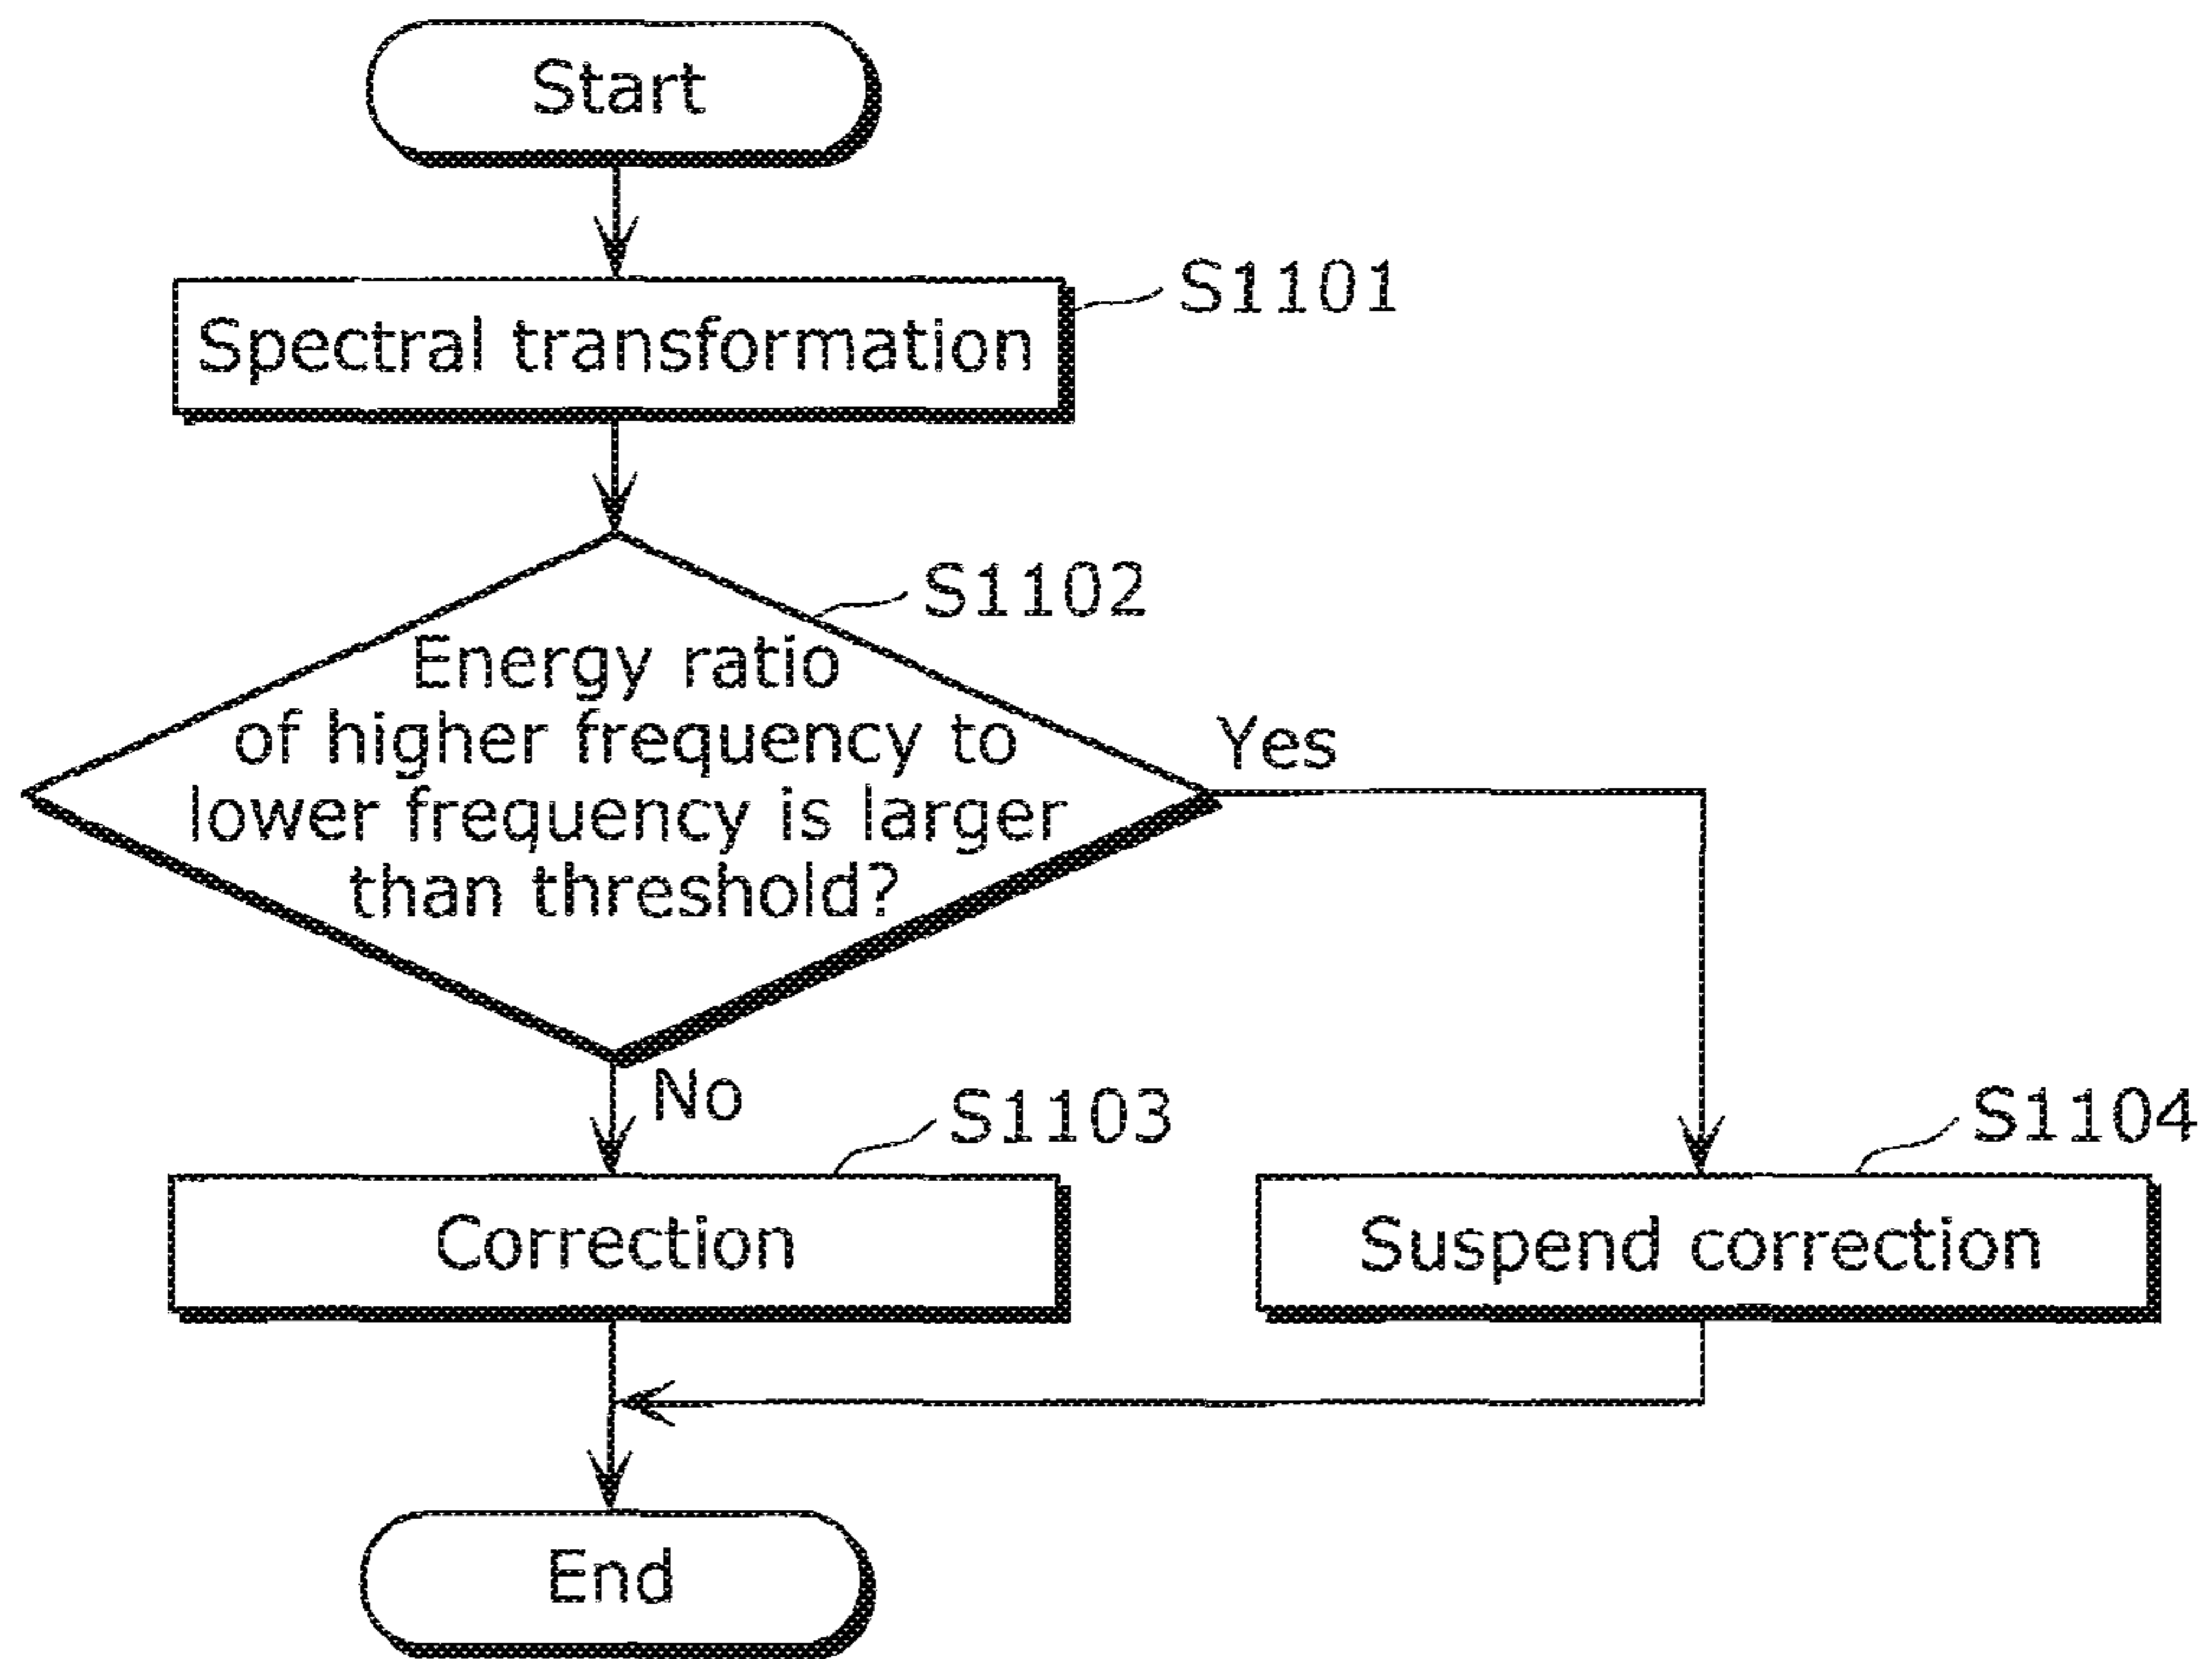 Start
S1101
Spectral transformation
S1102
Energy ratio
of higher frequency to
lower frequency is larger
than threshold?
Yes
No
S1103
S1104
Correction
Suspend correction
End